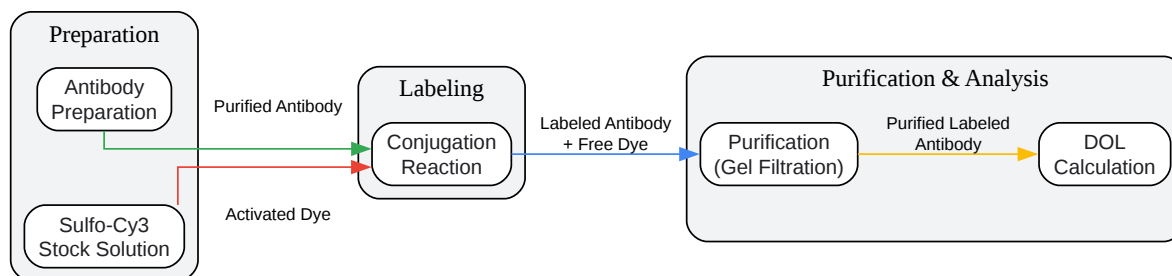 Preparation
Antibody
Preparation
Sulfo-Cy3
Stock Solution
Purified Antibody
Activated Dye
Labeling
Conjugation
Reaction
Labeled Antibody
+ Free Dye
Purification & Analysis
Purification
(Gel Filtration)
Purified Labeled
Antibody
DOL
Calculation